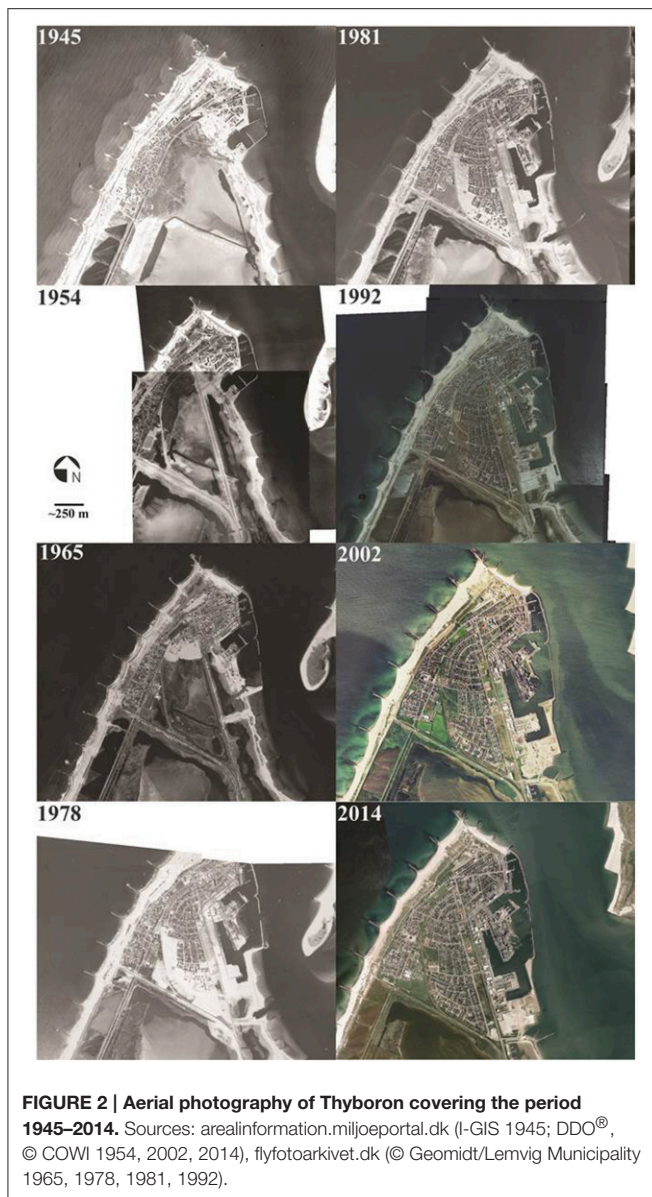 1945
1981
1954
1992
N
~250 m
1965
2002
1978
2014
FIGURE 2 | Aerial photography of Thyboron covering the period
1945–2014. Sources: arealinformation.miljoeportal.dk (I-GIS 1945; DDO®,
© COWI 1954, 2002, 2014), flyfotoarkivet.dk (© Geomidt/Lemvig Municipality
1965, 1978, 1981, 1992).